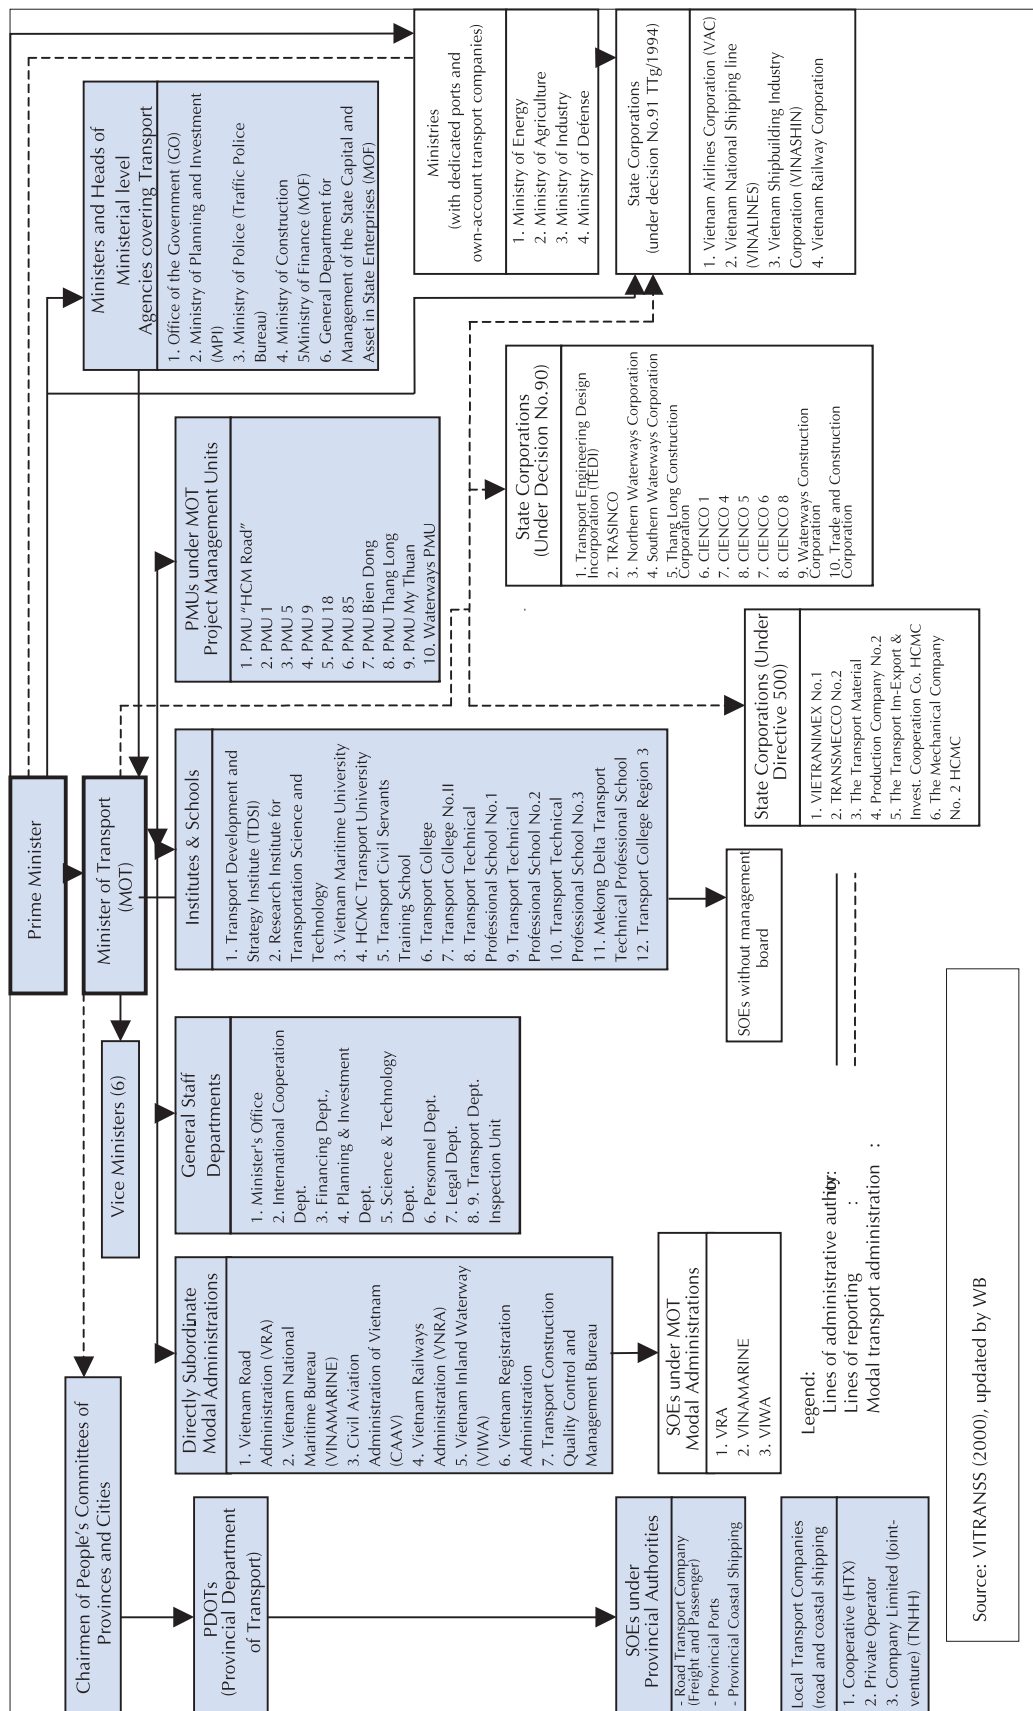 Prime Minister
Minister of Transport
(MOT)
Vice Ministers (6)
Chairmen of People's Committees of
Provinces and Cities
PDOTs
(Provincial Department
of Transport)
SOEs under
Provincial Authorities
- Road Transport Company
(Freight and Passenger)
- Provincial Ports
- Provincial Coastal Shipping
Local Transport Companies
(road and coastal shipping
1. Cooperative (HTX)
2. Private Operator
3. Company Limited (Joint-
venture) (TNHH)
Directly Subordinate
Modal Administrations
1. Vietnam Road
Administration (VRA)
2. Vietnam National
Maritime Bureau
(VINAMARINE)
3. Civil Aviation
Administration of Vietnam
(CAAV)
4. Vietnam Railways
Administration (VNRA)
5. Vietnam Inland Waterway
(VIWA)
6. Vietnam Registration
Administration
7. Transport Construction
Quality Control and
Management Bureau
SOEs under MOT
Modal Administrations
1. VRA
2. VINAMARINE
3. VIWA
General Staff
Departments
1. Minister's Office
2. International Cooperation
Dept.
3. Financing Dept.,
4. Planning & Investment
Dept.
5. Science & Technology
Dept.
6. Personnel Dept.
7. Legal Dept.
8. 9. Transport Dept.
Inspection Unit
Institutes & Schools
1. Transport Development and
Strategy Institute (TDSI)
2. Research Institute for
Transportation Science and
Technology
3. Vietnam Maritime University
4. HCMC Transport University
5. Transport Civil Servants
Training School
6. Transport College
7. Transport College No.II
8. Transport Technical
Professional School No.1
9. Transport Technical
Professional School No.2
10. Transport Technical
Professional School No.3
11. Mekong Delta Transport
Technical Professional School
12. Transport College Region 3
SOEs without management
board
PMUs under MOT
Project Management Units
1. PMU “HCM Road”
2. PMU 1
3. PMU 5
4. PMU 9
5. PMU 18
6. PMU 85
7. PMU Bien Dong
8. PMU Thang Long
9. PMU My Thuan
10. Waterways PMU
Ministers and Heads of
Ministerial level
Agencies covering Transport
1. Office of the Government (GO)
2. Ministry of Planning and Investment
(MPI)
3. Ministry of Police (Traffic Police
Bureau)
4. Ministry of Construction
5Ministry of Finance (MOF)
6. General Department for
Management of the State Capital and
Asset in State Enterprises (MOF)
Ministries
(with dedicated ports and
own-account transport companies)
1. Ministry of Energy
2. Ministry of Agriculture
3. Ministry of Industry
4. Ministry of Defense
State Corporations
(under decision No.91 TTg/1994)
1. Vietnam Airlines Corporation (VAC)
2. Vietnam National Shipping line
(VINALINES)
3. Vietnam Shipbuilding Industry
Corporation (VINASHIN)
4. Vietnam Railway Corporation
State Corporations
(Under Decision No.90)
1. Transport Engineering Design
Incorporation (TEDI)
2. TRASINCO
3. Northern Waterways Corporation
4. Southern Waterways Corporation
5. Thang Long Construction
Corporation
6. CIENCO 1
7. CIENCO 4
8. CIENCO 5
7. CIENCO 6
8. CIENCO 8
9. Waterways Construction
Corporation
10. Trade and Construction
Corporation
State Corporations (Under
Directive 500)
1. VIETRANIMEX No.1
2. TRANSMECCO No.2
3. The Transport Material
4. Production Company No.2
5. The Transport Im-Export &
Invest. Cooperation Co. HCMC
6. The Mechanical Company
No. 2 HCMC
Legend:
Lines of administrative authority:
Lines of reporting :
Modal transport administration :
Source: VITRANSS (2000), updated by WB